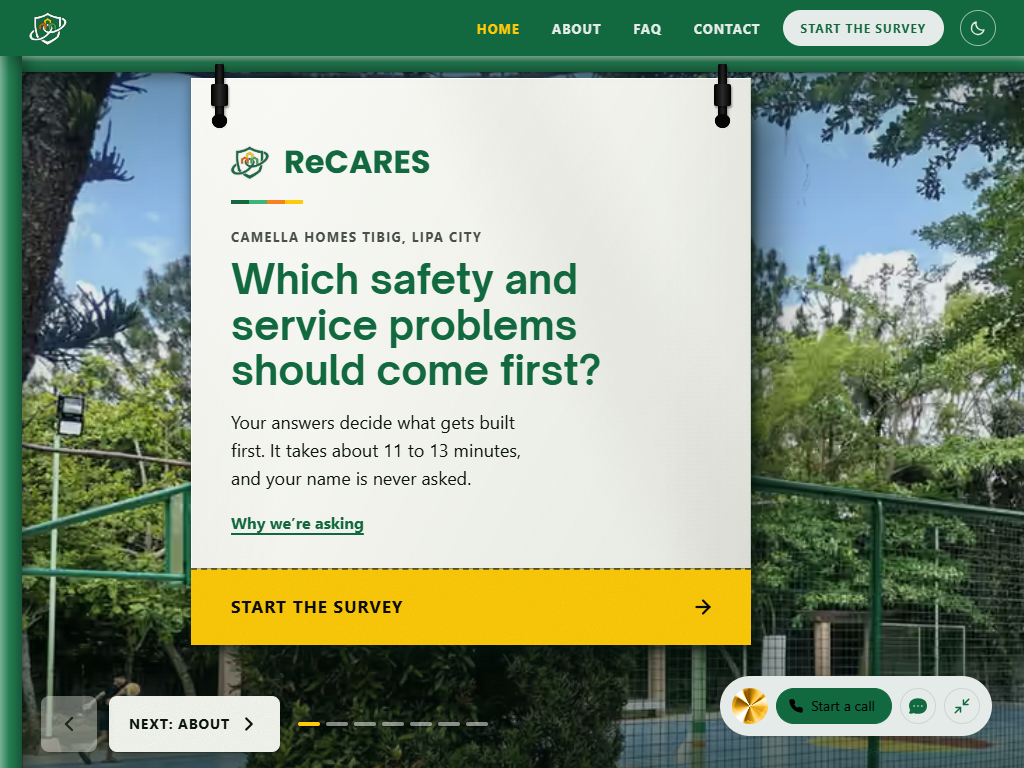 HOME
ABOUT
FAQ
CONTACT
START THE SURVEY
ReCARES
CAMELLA HOMES TIBIG, LIPA CITY
Which safety and
service problems
should come first?
Your answers decide what gets built
first. It takes about 11 to 13 minutes,
and your name is never asked.
Why we’re asking
START THE SURVEY
NEXT: ABOUT
Start a call